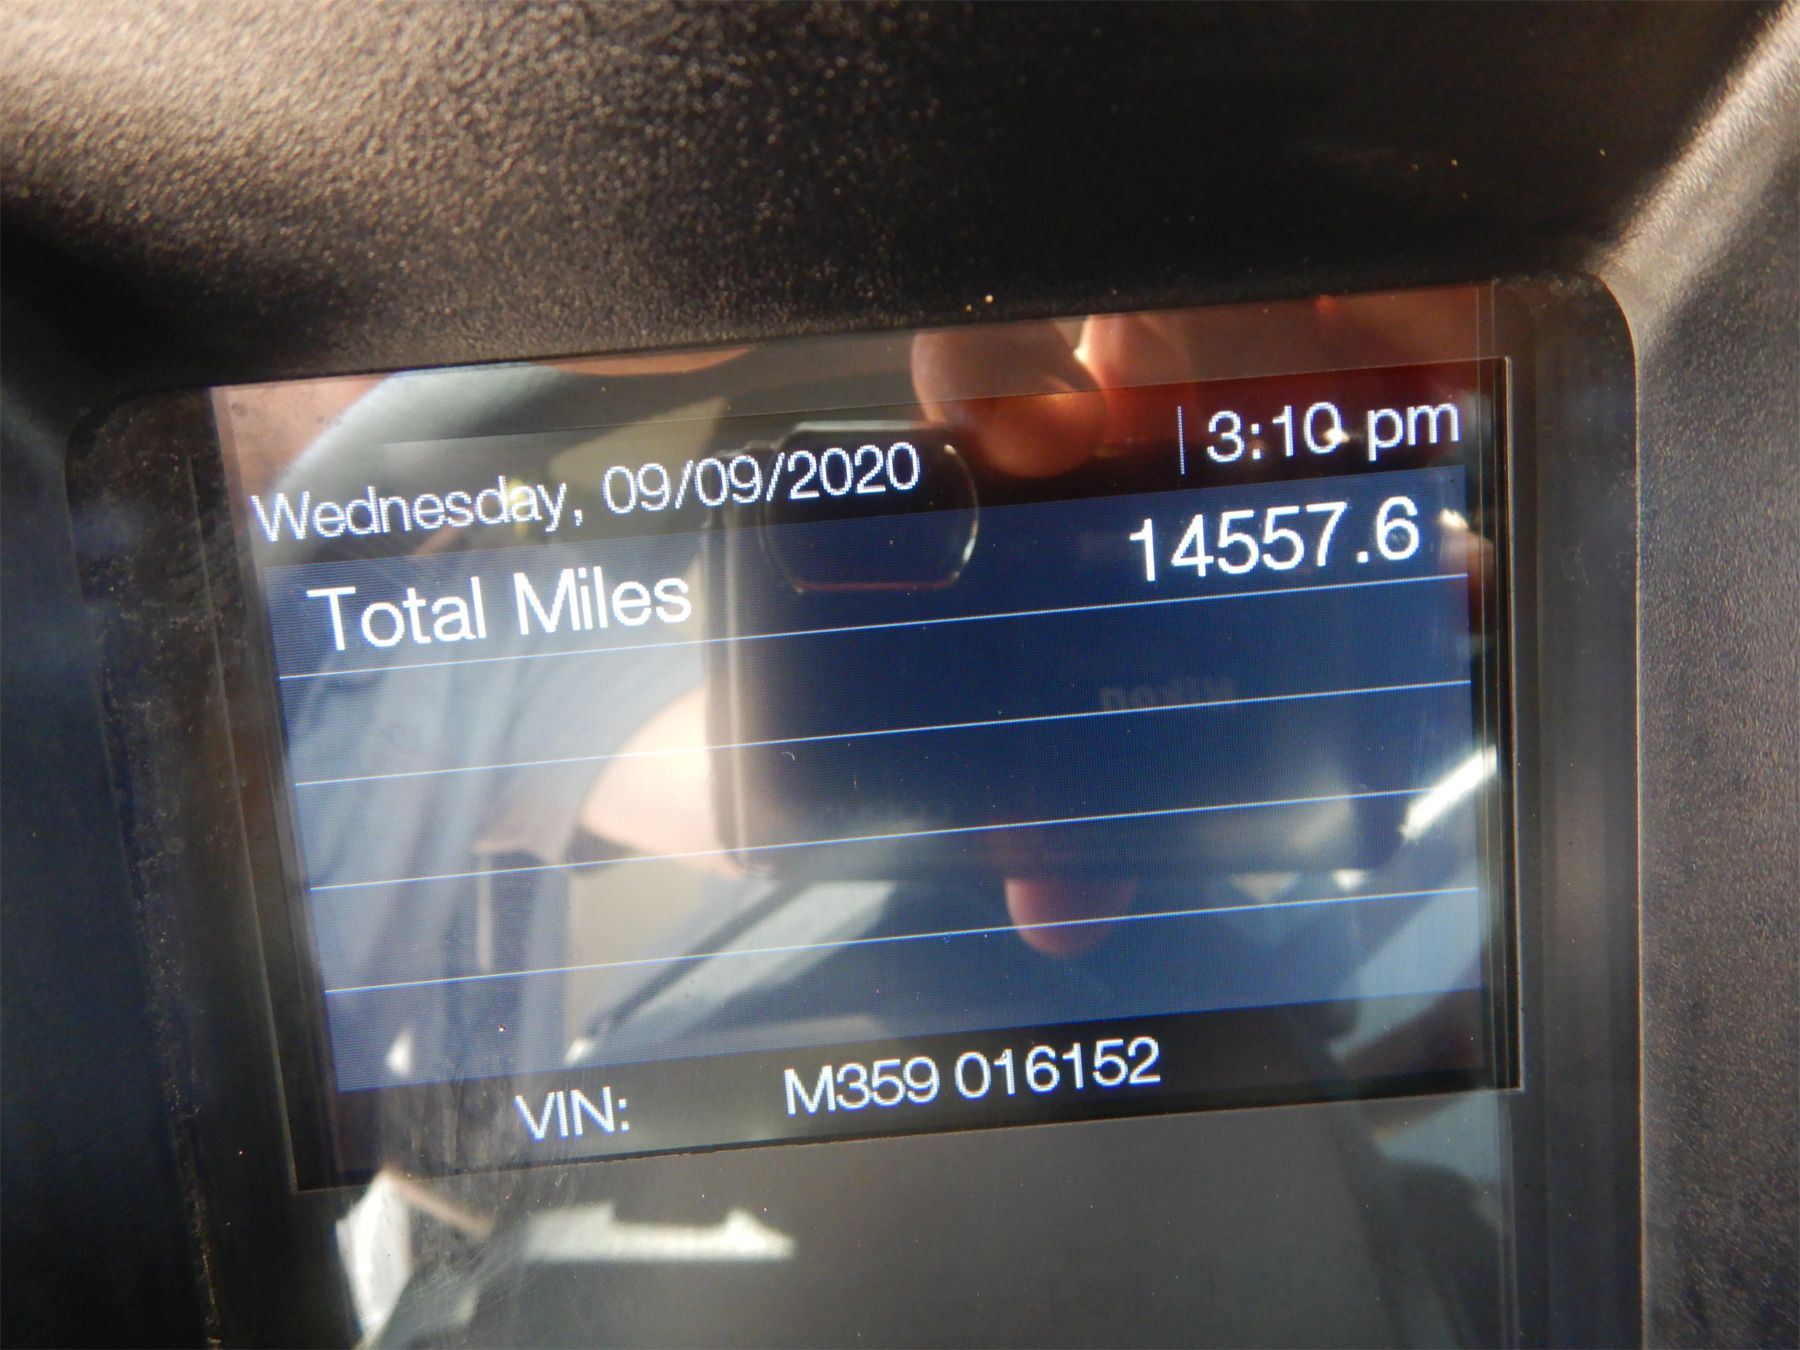 Wednesday, 09/09/2020 3:10 pm
Total Miles 14557.6
VIN: M359 016152